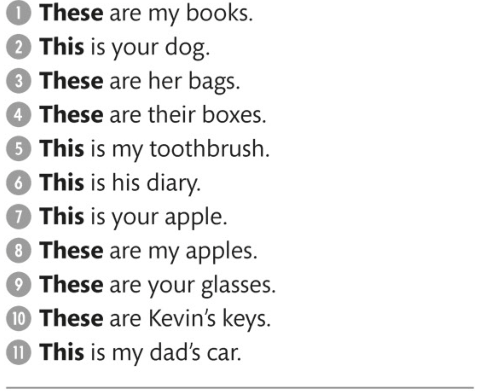 1 These are my books.
2 This is your dog.
3 These are her bags.
4 These are their boxes.
5 This is my toothbrush.
6 This is his diary.
7 This is your apple.
8 These are my apples.
9 These are your glasses.
10 These are Kevin's keys.
11 This is my dad's car.